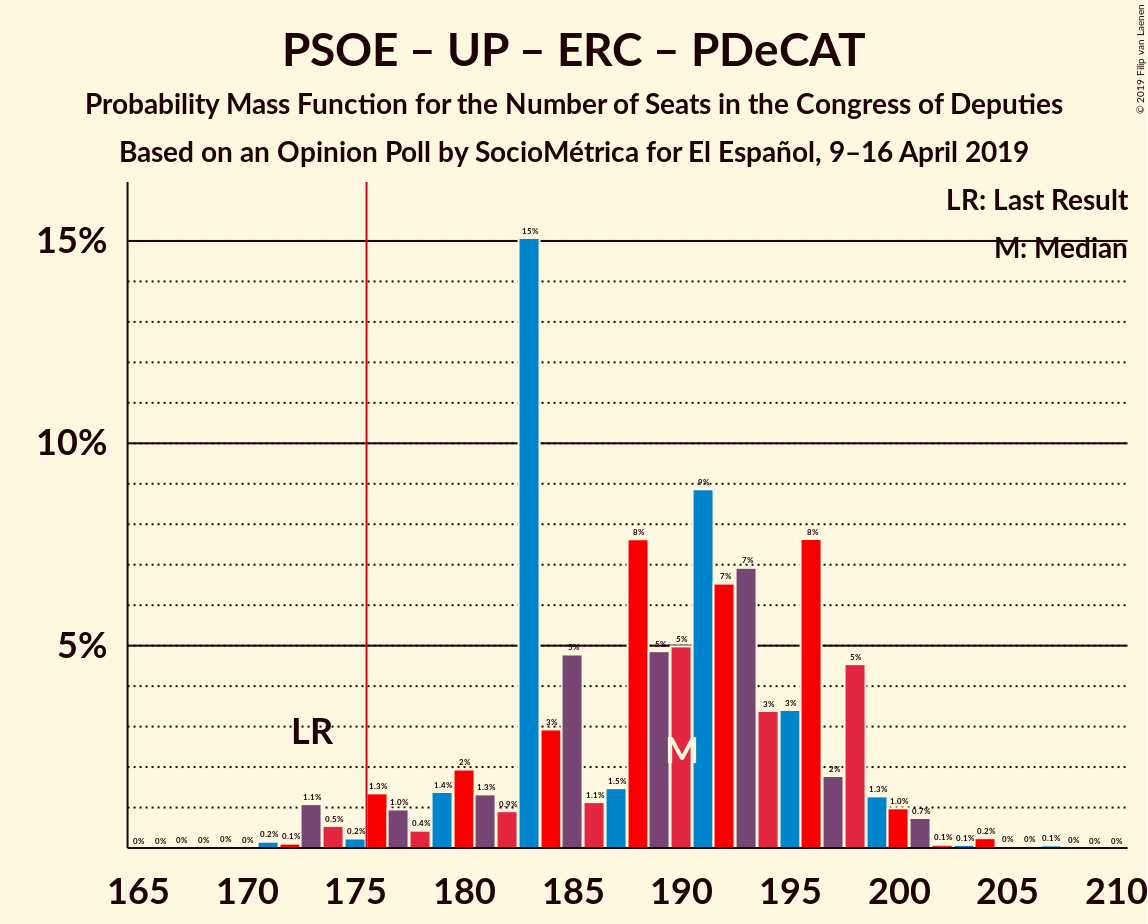 PSOE – UP – ERC – PDeCAT
Probability Mass Function for the Number of Seats in the Congress of Deputies
Based on an Opinion Poll by SocioMétrica for El Español, 9–16 April 2019
© 2019 Filip van Laenen
LR: Last Result
M: Median
15%
10%
5%
LR
M
0% 0% 0% 0% 0% 0% 0.2% 0.1% 1.1% 0.5% 0.2% 1.3% 1.0% 0.4% 1.4% 2% 1.3% 0.9% 15% 3% 5% 1.1% 1.5% 8% 5% 5% 9% 7% 7% 3% 3% 8% 2% 5% 1.3% 1.0% 0.7% 0.1% 0.1% 0.2% 0% 0% 0.1% 0% 0% 0%
165 170 175 180 185 190 195 200 205 210